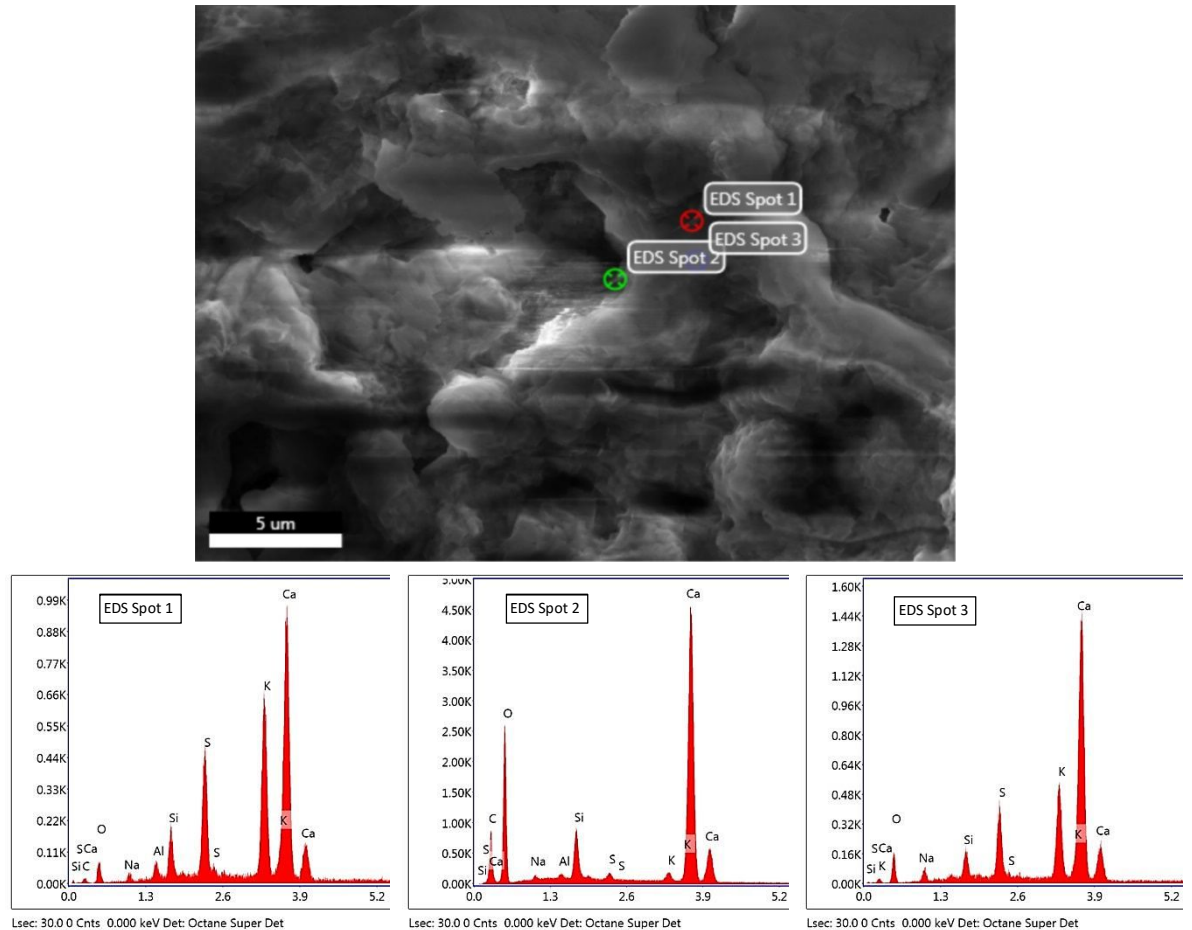 EDS Spot 1
EDS Spot 3
EDS Spot 2
5 um
EDS Spot 1
0.99K
0.88K
0.77K
0.66K
0.55K
0.44K
0.33K
0.22K
0.11K
0.00K
Ca
K
S
Si
K
O
Ca
S Ca
Al
S
Na
Si C
0.0 1.3 2.6 3.9 5.2
Lsec: 30.0 0 Cnts 0.000 keV Det: Octane Super Det
EDS Spot 2
5.00K
4.50K
4.00K
3.50K
3.00K
2.50K
2.00K
1.50K
1.00K
0.50K
0.00K
Ca
O
C
Si
Ca
S
K
Ca
Na
Al
S
S
K
Si
0.0 1.3 2.6 3.9 5.2
Lsec: 30.0 0 Cnts 0.000 keV Det: Octane Super Det
EDS Spot 3
1.60K
1.44K
1.28K
1.12K
0.96K
0.80K
0.64K
0.48K
0.32K
0.16K
0.00K
Ca
K
S
O
K
Ca
SCa
Si
S
Na
K
Si
0.0 1.3 2.6 3.9 5.2
Lsec: 30.0 0 Cnts 0.000 keV Det: Octane Super Det